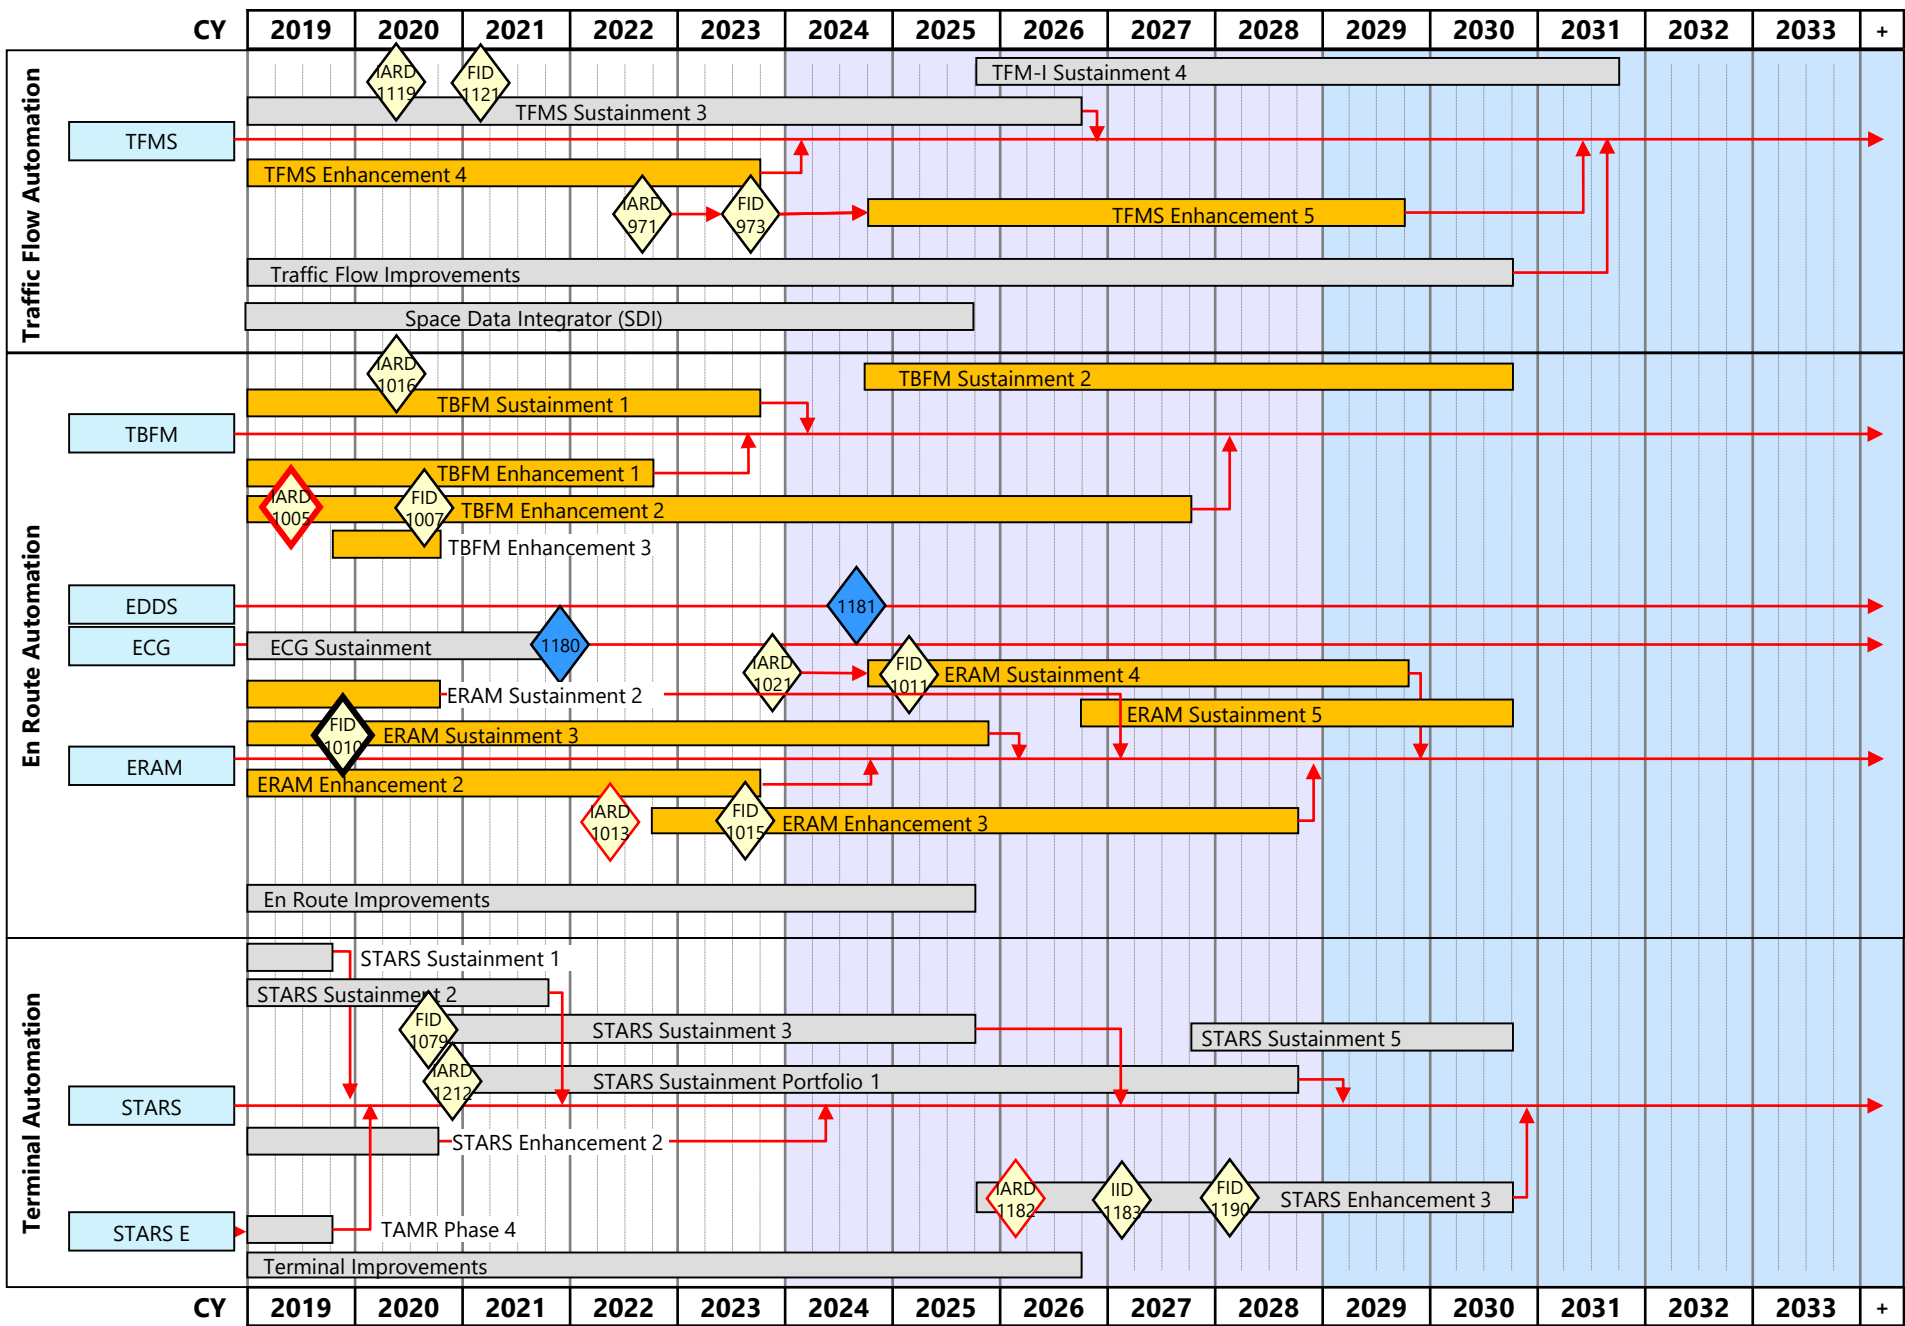 CY 2019 2020 2021 2022 2023 2024 2025 2026 2027 2028 2029 2030 2031 2032 2033 +
Traffic Flow Automation
IARD
1119
FID
1121
TFM-I Sustainment 4
TFMS Sustainment 3
TFMS
TFMS Enhancement 4
IARD
971
FID
973
TFMS Enhancement 5
Traffic Flow Improvements
Space Data Integrator (SDI)
En Route Automation
IARD
1016
TBFM Sustainment 2
TBFM Sustainment 1
TBFM
TBFM Enhancement 1
IARD
1005
FID
1007
TBFM Enhancement 2
TBFM Enhancement 3
EDDS
1181
ECG
ECG Sustainment
1180
IARD
1021
FID
1011
ERAM Sustainment 4
ERAM Sustainment 2
ERAM Sustainment 5
FID
1010
ERAM Sustainment 3
ERAM
ERAM Enhancement 2
IARD
1013
FID
1015
ERAM Enhancement 3
En Route Improvements
Terminal Automation
STARS Sustainment 1
STARS Sustainment 2
FID
1079
STARS Sustainment 3
STARS Sustainment 5
IARD
1212
STARS Sustainment Portfolio 1
STARS
STARS Enhancement 2
IARD
1182
IID
1183
FID
1190
STARS Enhancement 3
STARS E
TAMR Phase 4
Terminal Improvements
CY 2019 2020 2021 2022 2023 2024 2025 2026 2027 2028 2029 2030 2031 2032 2033 +